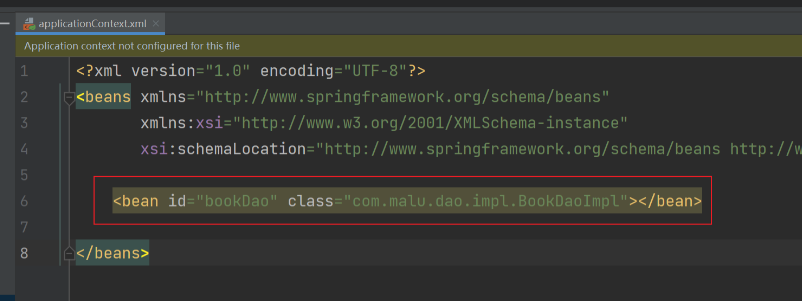 applicationContext.xml
Application context not configured for this file
1 <?xml version="1.0" encoding="UTF-8"?>
2 <beans xmlns="http://www.springframework.org/schema/beans"
3 xmlns:xsi="http://www.w3.org/2001/XMLSchema-instance"
4 xsi:schemaLocation="http://www.springframework.org/schema/beans http://w
5
6 <bean id="bookDao" class="com.malu.dao.impl.BookDaoImpl"></bean>
7
8 </beans>